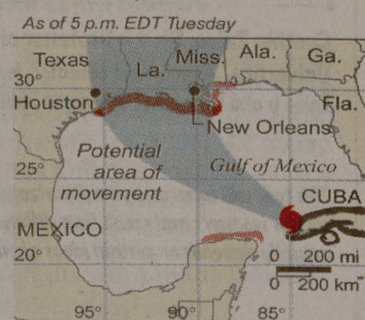 As of 5 p.m. EDT Tuesday
Texas
La.
Miss.
Ala.
Ga.
30°
Houston
Fla.
New Orleans
Potential
area of
movement
Gulf of Mexico
25°
CUBA
MEXICO
20°
0 200 mi
0 200 km
95°
90°
85°